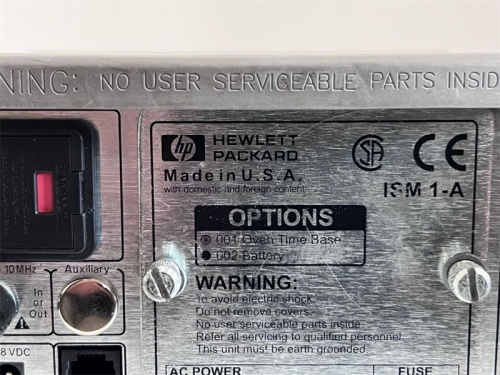 NING: NO USER SERVICEABLE PARTS INSID
hp HEWLETT
PACKARD
SA CE
Made in U.S.A.
with domestic and foreign content
ISM 1-A
OPTIONS
001 Oven Time Base
002 Battery
10MHz
Auxiliary
In
or
Out
8 VDC
WARNING:
To avoid electric shock
Do not remove covers.
No user serviceable parts inside
Refer all servicing to qualified personnel
This unit must be earth grounded
AC POWER
FUSE